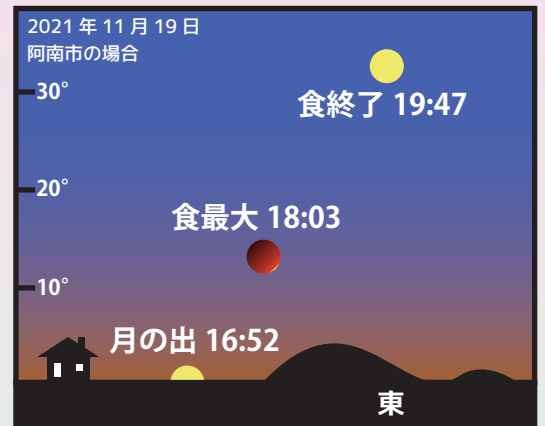 2021 年 11 月 19 日
阿南市の場合
30°
食終了 19:47
20°
食最大 18:03
10°
月の出 16:52
東